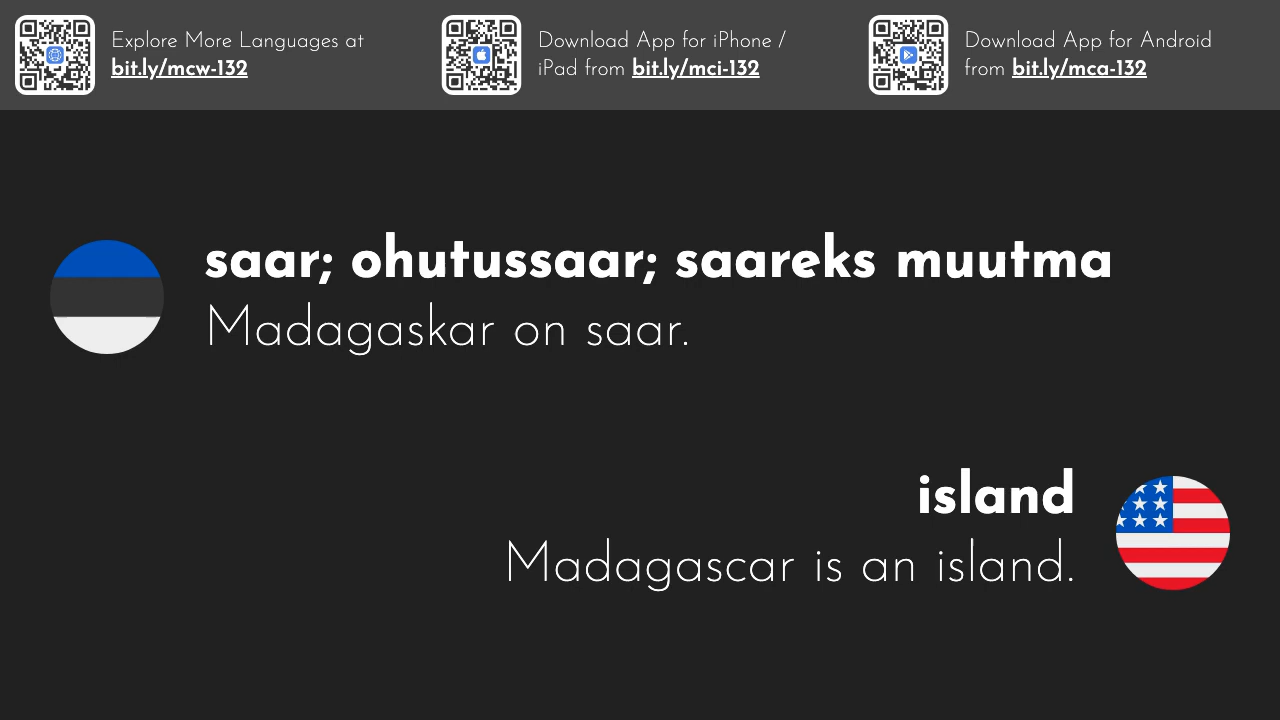 Explore More Languages at
bit.ly/mcw-132
Download App for iPhone /
iPad from bit.ly/mci-132
Download App for Android
from bit.ly/mca-132
saar; ohutussaar; saareks muutma
Madagaskar on saar.
island
Madagascar is an island.